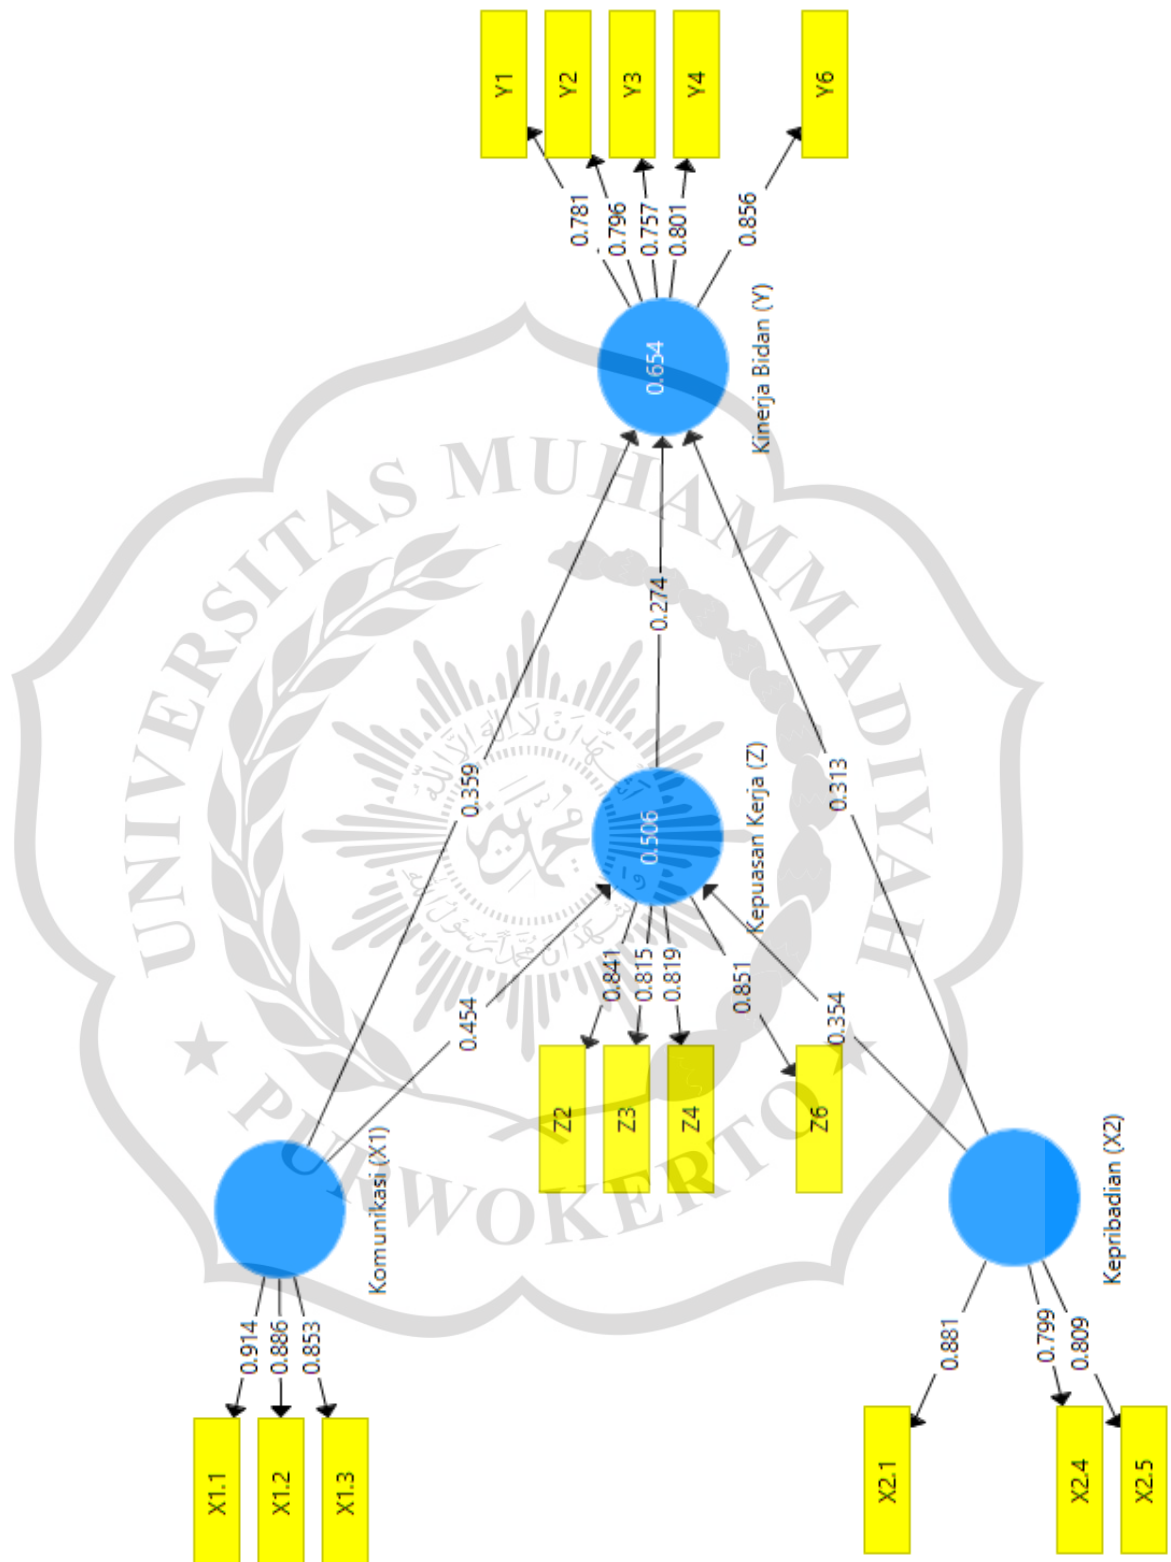 X1.1
X1.2
X1.3
0.914
0.886
0.853
Komunikasi (X1)
0.359
0.454
Z2
Z3
Z4
Z6
0.841
0.815
0.819
0.851
0.506
Kepuasan Kerja (Z)
0.274
X2.1
X2.4
X2.5
0.881
0.799
0.809
Kepribadian (X2)
0.354
0.313
0.654
Kinerja Bidan (Y)
0.781
0.796
0.757
0.801
0.856
Y1
Y2
Y3
Y4
Y6
UNIVERSITAS MUHAMMADIYAH
PURWOKERTO